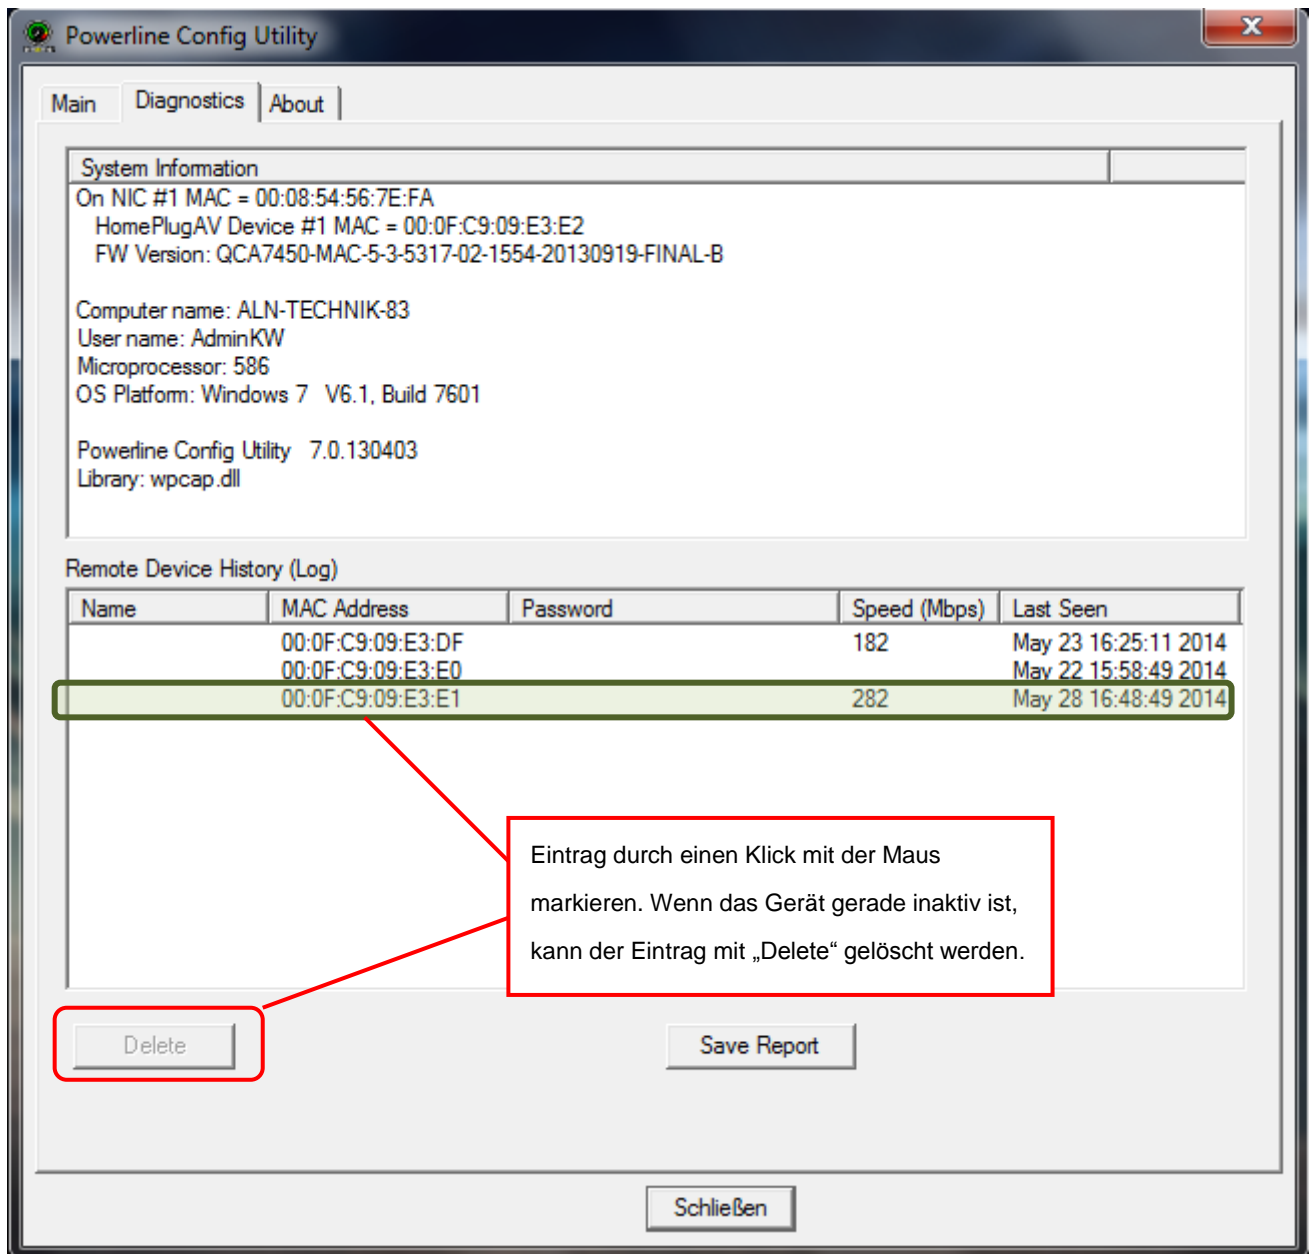 Powerline Config Utility
Main Diagnostics About
System Information
On NIC #1 MAC = 00:08:54:56:7E:FA
HomePlugAV Device #1 MAC = 00:0F:C9:09:E3:E2
FW Version: QCA7450-MAC-5-3-5317-02-1554-20130919-FINAL-B
Computer name: ALN-TECHNIK-83
User name: AdminKW
Microprocessor: 586
OS Platform: Windows 7 V6.1, Build 7601
Powerline Config Utility 7.0.130403
Library: wpcap.dll
Remote Device History (Log)
Name MAC Address Password Speed (Mbps) Last Seen
00:0F:C9:09:E3:DF 182 May 23 16:25:11 2014
00:0F:C9:09:E3:E0 May 22 15:58:49 2014
00:0F:C9:09:E3:E1 282 May 28 16:48:49 2014
Eintrag durch einen Klick mit der Maus
markieren. Wenn das Gerät gerade inaktiv ist,
kann der Eintrag mit „Delete“ gelöscht werden.
Delete Save Report
Schließen